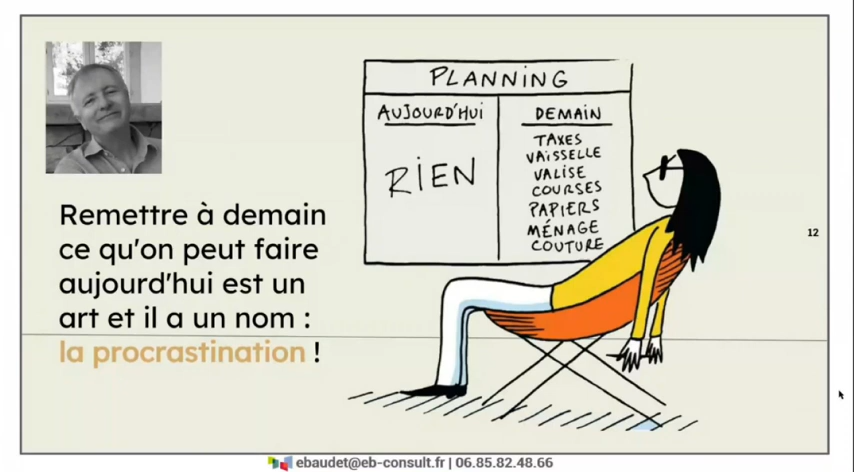 PLANNING
AUJOURD'HUI
RIEN
DEMAIN
TAXES
VAISSELLE
VALISE
COURSES
PAPIERS
MÉNAGE
COUTURE
Remettre à demain
ce qu'on peut faire
aujourd'hui est un
art et il a un nom :
la procrastination !
12
ebaudet@eb-consult.fr | 06.85.82.48.66